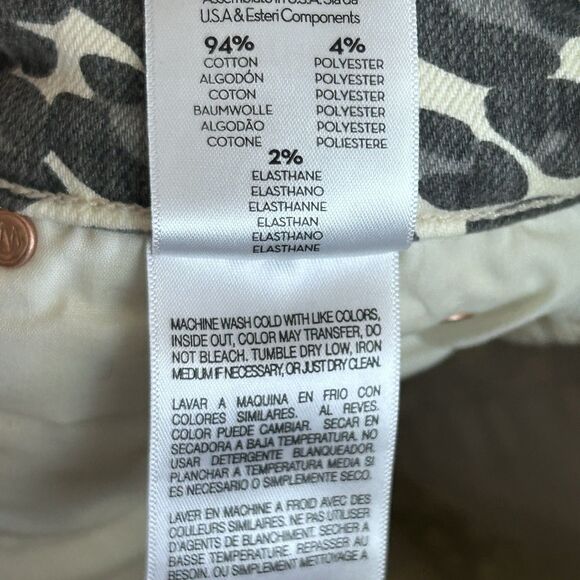 Assemblato in U.S.A. Sia da
U.S.A & Esteri Components
94%
COTTON
ALGODÓN
COTON
BAUMWOLLE
ALGODÃO
COTONE
4%
POLYESTER
POLYESTER
POLYESTER
POLYESTER
POLYESTER
POLIESTERE
2%
ELASTHANE
ELASTHANO
ELASTHANNE
ELASTHAN
ELASTHANO
ELASTHANE
MACHINE WASH COLD WITH LIKE COLORS,
INSIDE OUT, COLOR MAY TRANSFER, DO
NOT BLEACH. TUMBLE DRY LOW, IRON
MEDIUM IF NECESSARY, OR JUST DRY CLEAN.
LAVAR A MAQUINA EN FRIO CON
COLORES SIMILARES. AL REVES.
COLOR PUEDE CAMBIAR. SECAR EN
SECADORA A BAJA TEMPERATURA, NO
USAR DETERGENTE BLANQUEADOR.
PLANCHAR A TEMPERATURA MEDIA SI
ES NECESARIO O SIMPLEMENTE SECO.
LAVER EN MACHINE A FROID AVEC DES
COULEURS SIMILAIRES. NE PAS UTILISER
D'AGENTS DE BLANCHIMENT. SECHER A
BASSE TEMPERATURE. REPASSER AU
BESOIN. OU SIMPLEMENT METTOYAGE A